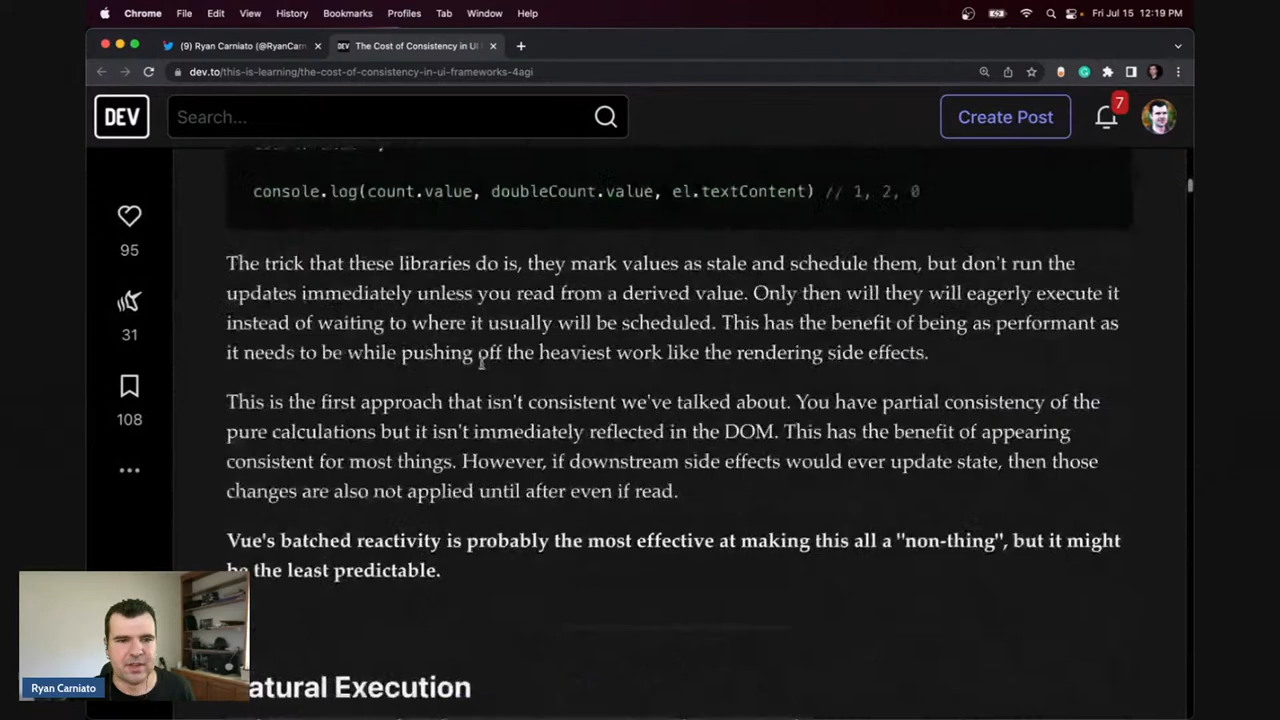 Chrome File Edit View History Bookmarks Profiles Tab Window Help Fri Jul 15 12:19 PM
(9) Ryan Carniato (@RyanCarn The Cost of Consistency in UI
dev.to/this-is-learning/the-cost-of-consistency-in-ui-frameworks-4agi
DEV Search... Create Post 7
console.log(count.value, doubleCount.value, el.textContent) // 1, 2, 0
95
31
108
The trick that these libraries do is, they mark values as stale and schedule them, but don't run the
updates immediately unless you read from a derived value. Only then will they will eagerly execute it
instead of waiting to where it usually will be scheduled. This has the benefit of being as performant as
it needs to be while pushing off the heaviest work like the rendering side effects.
This is the first approach that isn't consistent we've talked about. You have partial consistency of the
pure calculations but it isn't immediately reflected in the DOM. This has the benefit of appearing
consistent for most things. However, if downstream side effects would ever update state, then those
changes are also not applied until after even if read.
Vue's batched reactivity is probably the most effective at making this all a "non-thing", but it might
be the least predictable.
atural Execution
Ryan Carniato